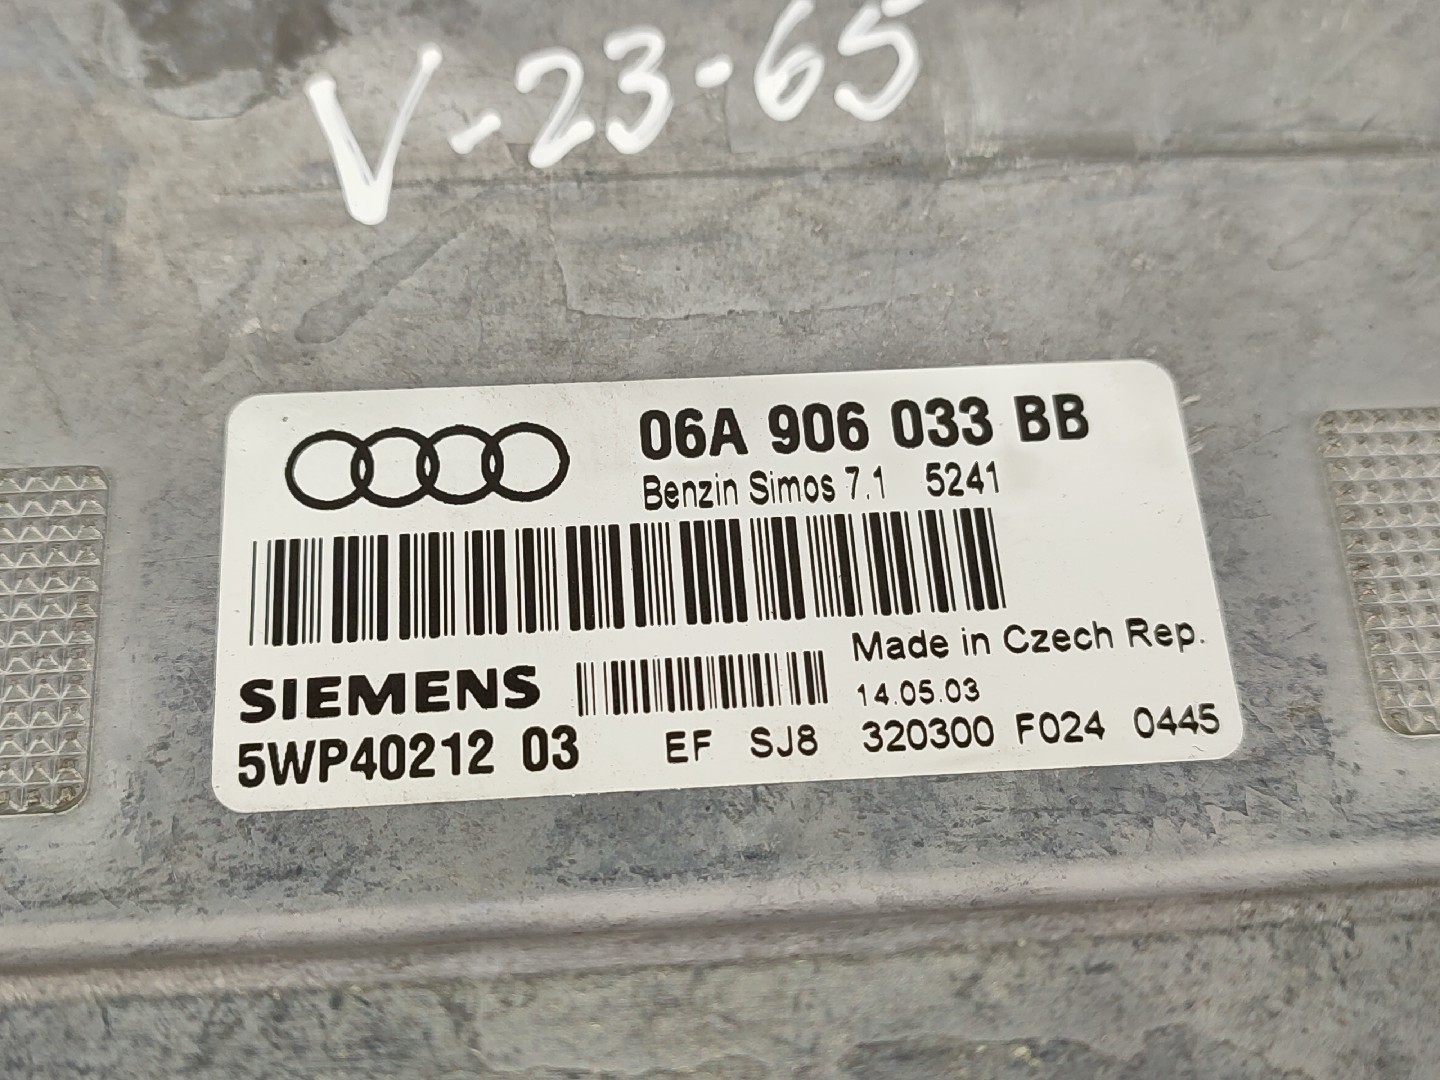 V-23-65
06A 906 033 BB
Benzin Simos 7.1 5241
Made in Czech Rep.
SIEMENS
14.05.03
5WP40212 03 EF SJ8 320300 F024 0445